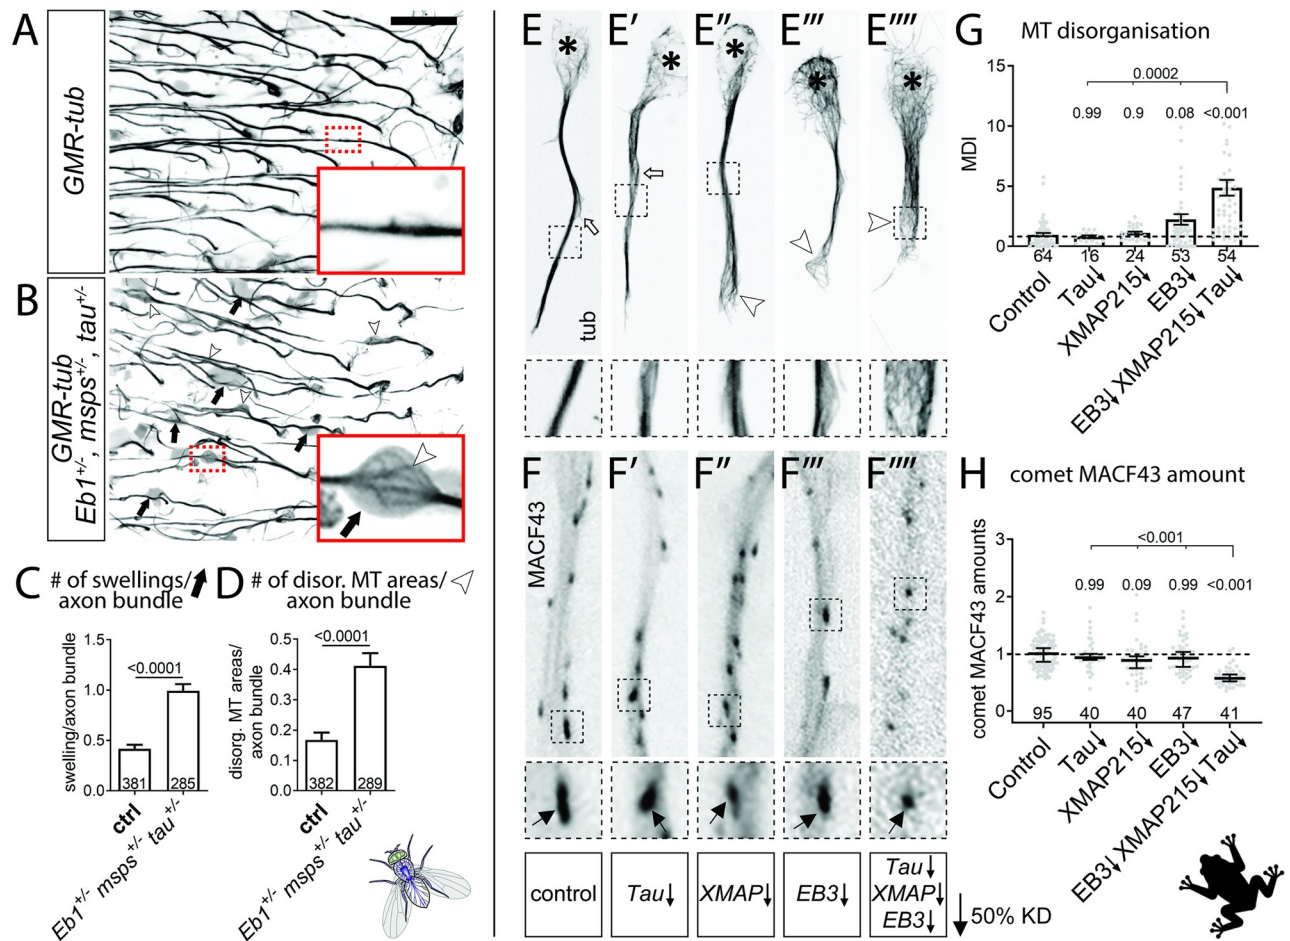 A
GMR-tub
B
GMR-tub
Eb1+/-, msps+/-, tau+/-
C
# of swellings/
axon bundle
swelling/axon bundle
1.5
1.0
0.5
0.0
<0.0001
381
285
ctrl
Eb1+/- msps+/- tau+/-
D
# of disor. MT areas/
axon bundle
disorg. MT areas/
axon bundle
0.5
0.4
0.3
0.2
0.1
0.0
<0.0001
382
289
ctrl
Eb1+/- msps+/- tau+/-
E
E′
E″
E‴
E⁗
*
*
*
*
*
tub
F
F′
F″
F‴
F⁗
MACF43
control
Tau↓
XMAP↓
EB3↓
Tau↓
XMAP↓
EB3↓
↓50% KD
G
MT disorganisation
MDI
15
10
5
0
0.0002
0.99
0.9
0.08
<0.001
64
16
24
53
54
Control
Tau↓
XMAP215↓
EB3↓
EB3↓ XMAP215↓ Tau↓
H
comet MACF43 amount
comet MACF43 amounts
3
2
1
0
<0.001
0.99
0.09
0.99
<0.001
95
40
40
47
41
Control
Tau↓
XMAP215↓
EB3↓
EB3↓ XMAP215↓ Tau↓